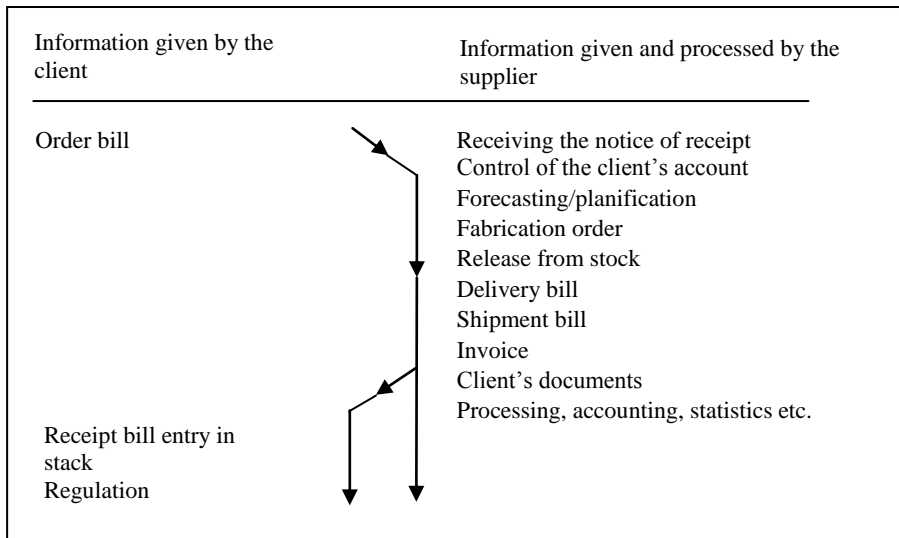 Information given by the
client
Information given and processed by the
supplier
Order bill
Receiving the notice of receipt
Control of the client's account
Forecasting/planification
Fabrication order
Release from stock
Delivery bill
Shipment bill
Invoice
Client's documents
Processing, accounting, statistics etc.
Receipt bill entry in
stack
Regulation